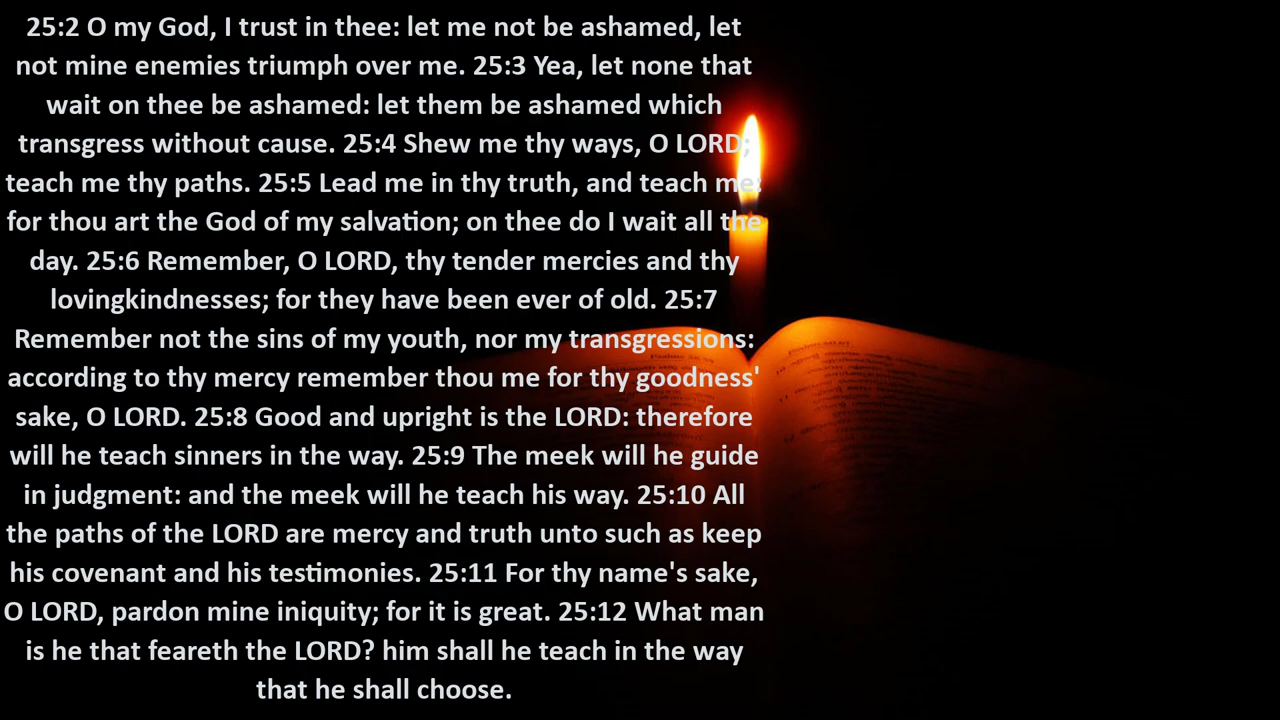 25:2 O my God, I trust in thee: let me not be ashamed, let
not mine enemies triumph over me. 25:3 Yea, let none that
wait on thee be ashamed: let them be ashamed which
transgress without cause. 25:4 Shew me thy ways, O LORD;
teach me thy paths. 25:5 Lead me in thy truth, and teach me:
for thou art the God of my salvation; on thee do I wait all the
day. 25:6 Remember, O LORD, thy tender mercies and thy
lovingkindnesses; for they have been ever of old. 25:7
Remember not the sins of my youth, nor my transgressions:
according to thy mercy remember thou me for thy goodness'
sake, O LORD. 25:8 Good and upright is the LORD: therefore
will he teach sinners in the way. 25:9 The meek will he guide
in judgment: and the meek will he teach his way. 25:10 All
the paths of the LORD are mercy and truth unto such as keep
his covenant and his testimonies. 25:11 For thy name's sake,
O LORD, pardon mine iniquity; for it is great. 25:12 What man
is he that feareth the LORD? him shall he teach in the way
that he shall choose.